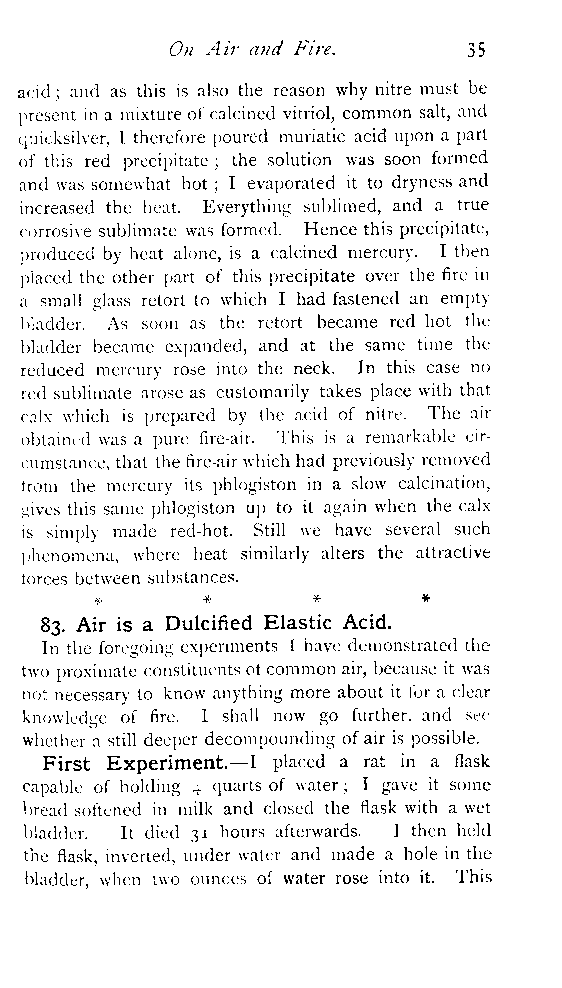 On Air and Fire. 35
acid; and as this is also the reason why nitre must be
present in a mixture of calcined vitriol, common salt, and
quicksilver, I therefore poured muriatic acid upon a part
of this red precipitate; the solution was soon formed
and was somewhat hot; I evaporated it to dryness and
increased the heat. Everything sublimed, and a true
corrosive sublimate was formed. Hence this precipitate,
produced by heat alone, is a calcined mercury. I then
placed the other part of this precipitate over the fire in
a small glass retort to which I had fastened an empty
bladder. As soon as the retort became red hot the
bladder became expanded, and at the same time the
reduced mercury rose into the neck. In this case no
red sublimate arose as customarily takes place with that
calx which is prepared by the acid of nitre. The air
obtained was a pure fire-air. This is a remarkable cir-
cumstance, that the fire-air which had previously removed
from the mercury its phlogiston in a slow calcination,
gives this same phlogiston up to it again when the calx
is simply made red-hot. Still we have several such
phenomena, where heat similarly alters the attractive
forces between substances.
* * * *
83. Air is a Dulcified Elastic Acid.
In the foregoing experiments I have demonstrated the
two proximate constituents of common air, because it was
not necessary to know anything more about it for a clear
knowledge of fire. I shall now go further, and see
whether a still deeper decompounding of air is possible.
First Experiment.—I placed a rat in a flask
capable of holding 4 quarts of water; I gave it some
bread softened in milk and closed the flask with a wet
bladder. It died 31 hours afterwards. I then held
the flask, inverted, under water and made a hole in the
bladder, when two ounces of water rose into it. This